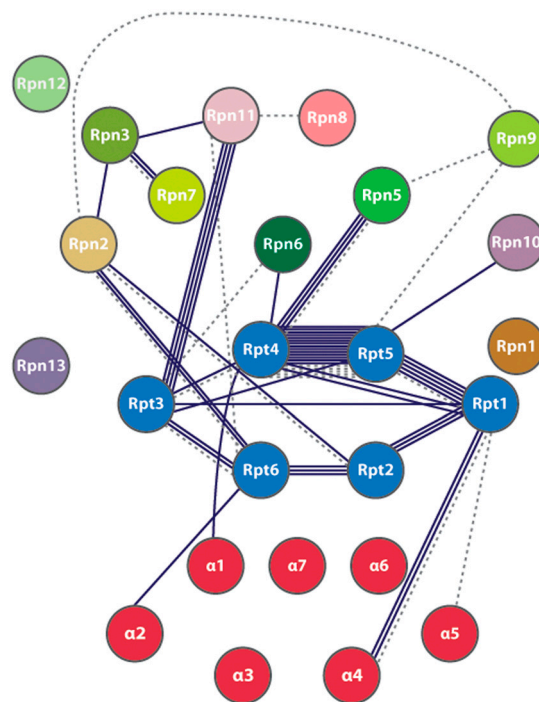 Rpn12
Rpn11
Rpn8
Rpn3
Rpn9
Rpn7
Rpn5
Rpn2
Rpn6
Rpn10
Rpt4
Rpt5
Rpn1
Rpn13
Rpt3
Rpt1
Rpt6
Rpt2
α1
α7
α6
α2
α5
α3
α4